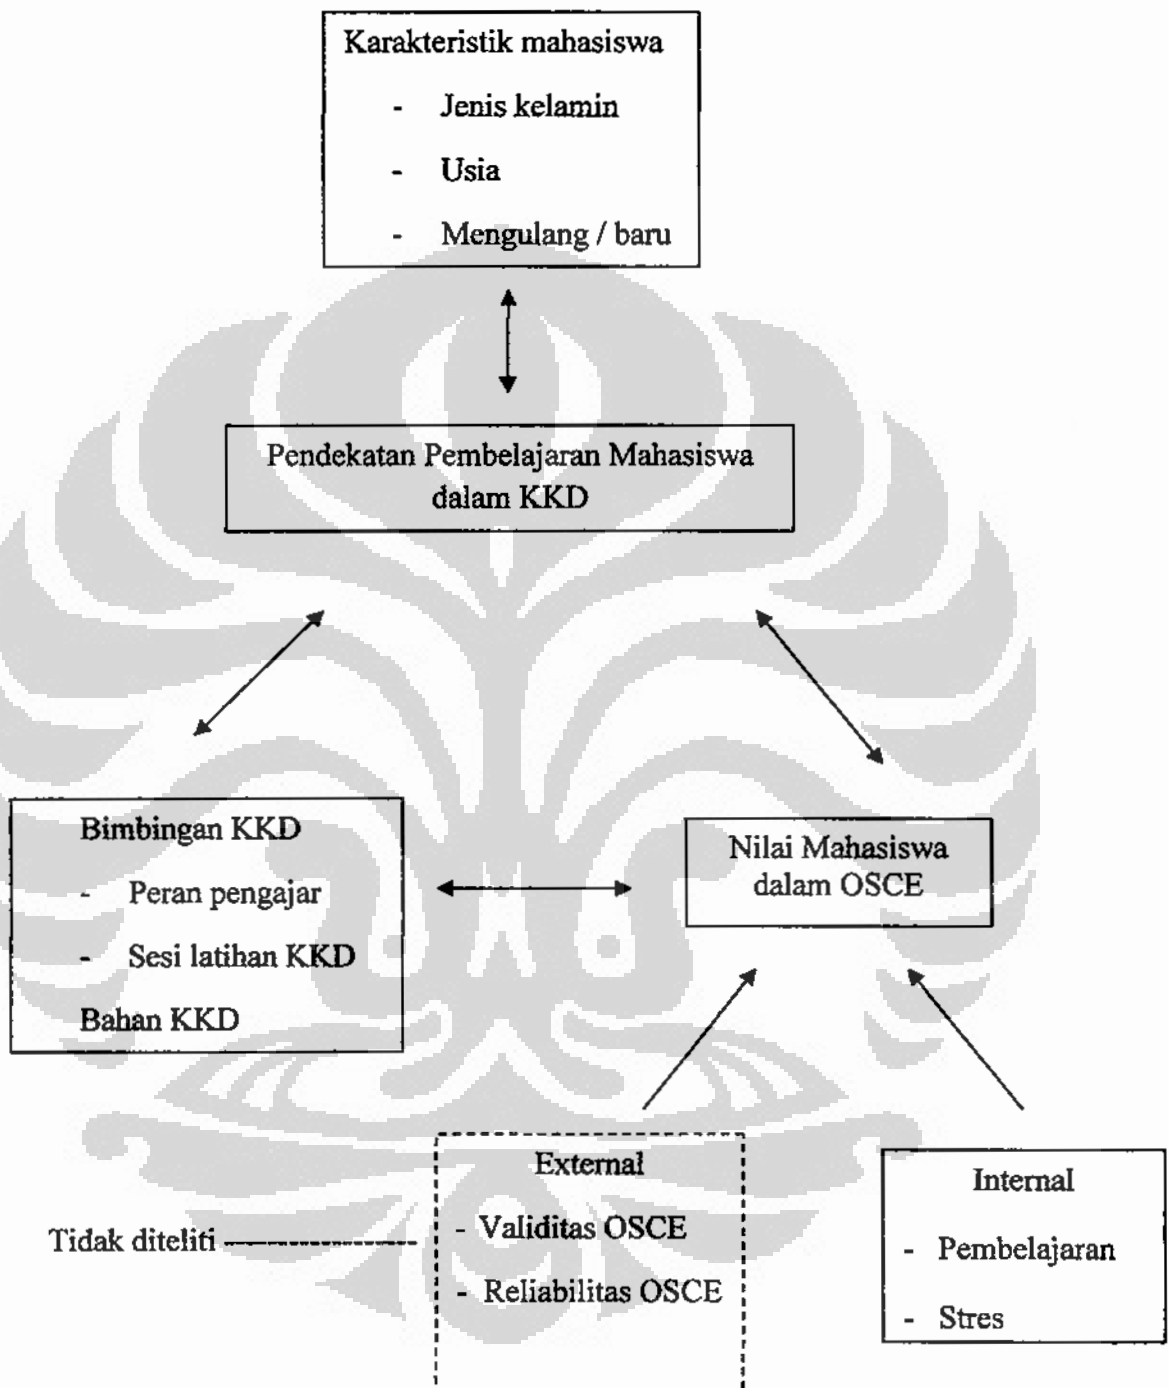 Karakteristik mahasiswa
- Jenis kelamin
- Usia
- Mengulang / baru
Pendekatan Pembelajaran Mahasiswa
dalam KKD
Bimbingan KKD
- Peran pengajar
- Sesi latihan KKD
Bahan KKD
Nilai Mahasiswa
dalam OSCE
External
- Validitas OSCE
- Reliabilitas OSCE
Tidak diteliti
Internal
- Pembelajaran
- Stres